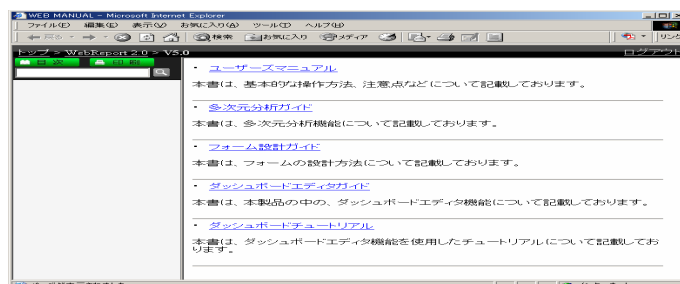 WEB MANUAL - Microsoft Internet Explorer
ファイル(F) 編集(E) 表示(V) お気に入り(A) ツール(T) ヘルプ(H)
戻る 検索 お気に入り メディア リンク
トップ > WebReport 2.0 > V5.0 ログアウト
目 次 印 刷
・ ユーザーズマニュアル
本書は、基本的な操作方法、注意点などについて記載しております。
・ 多次元分析ガイド
本書は、多次元分析機能について記載しております。
・ フォーム設計ガイド
本書は、フォームの設計方法について記載しております。
・ ダッシュボードエディタガイド
本書は、本製品の中の、ダッシュボードエディタ機能について記載しております。
・ ダッシュボードチュートリアル
本書は、ダッシュボードエディタ機能を使用したチュートリアルについて記載してお
ります。